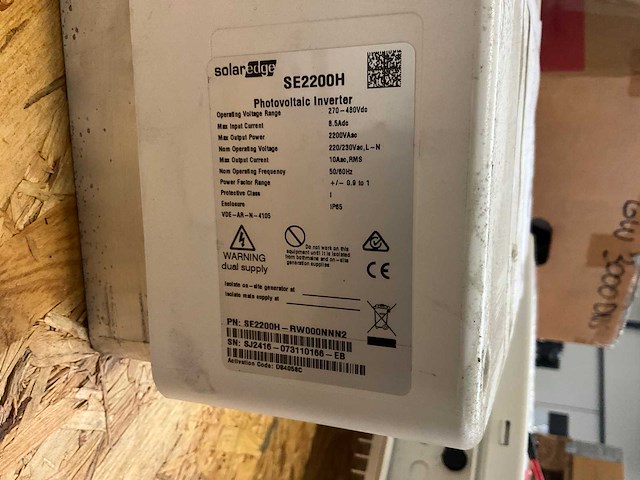 solaredge
SE2200H
Photovoltaic Inverter
Operating Voltage Range 270-480Vdc
Max Input Current 8.5Adc
Max Output Power 2200VAac
Nom Operating Voltage 220/230Vac,L-N
Max Output Current 10Aac,RMS
Nom Operating Frequency 50/60Hz
Power Factor Range +/- 0.9 to 1
Protective Class I
Enclosure IP65
VDE-AR-N-4105
WARNING
dual supply
Do not work on this
equipment until it is isolated
from both mains and on-site
generation supplies
CE
Isolate on-site generator at
Isolate main supply at
PN: SE2200H-RW000NNN2
SN: SJ2416-073110166-EB
Activation Code:
GW 3000